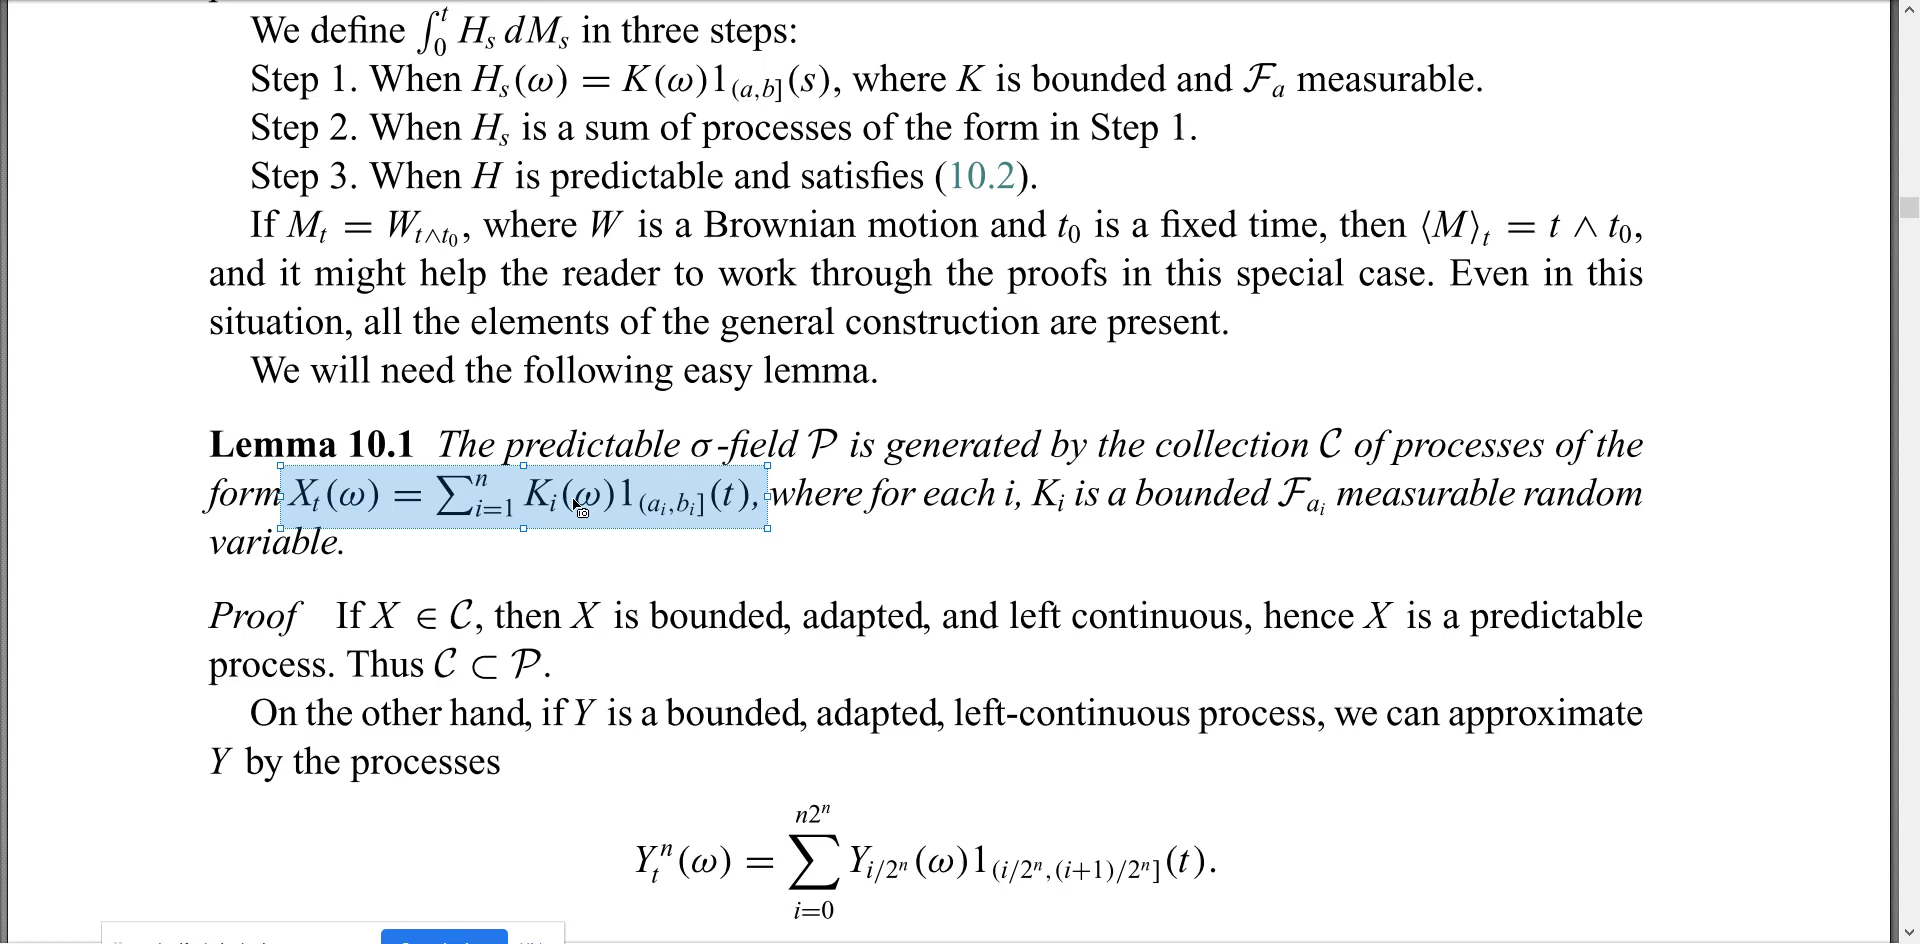 We define ∫₀ᵗ Hₛ dMₛ in three steps:
Step 1. When Hₛ(ω) = K(ω)1_{(a,b]}(s), where K is bounded and ℱₐ measurable.
Step 2. When Hₛ is a sum of processes of the form in Step 1.
Step 3. When H is predictable and satisfies (10.2).
If Mₜ = W_{t∧t₀}, where W is a Brownian motion and t₀ is a fixed time, then ⟨M⟩ₜ = t ∧ t₀,
and it might help the reader to work through the proofs in this special case. Even in this
situation, all the elements of the general construction are present.
We will need the following easy lemma.
Lemma 10.1 The predictable σ-field 𝒫 is generated by the collection 𝒞 of processes of the
form Xₜ(ω) = ∑_{i=1}^{n} Kᵢ(ω)1_{(aᵢ,bᵢ]}(t), where for each i, Kᵢ is a bounded ℱ_{aᵢ} measurable random
variable.
Proof If X ∈ 𝒞, then X is bounded, adapted, and left continuous, hence X is a predictable
process. Thus 𝒞 ⊂ 𝒫.
On the other hand, if Y is a bounded, adapted, left-continuous process, we can approximate
Y by the processes
Yₜⁿ(ω) = ∑_{i=0}^{n2ⁿ} Y_{i/2ⁿ}(ω)1_{(i/2ⁿ,(i+1)/2ⁿ]}(t).